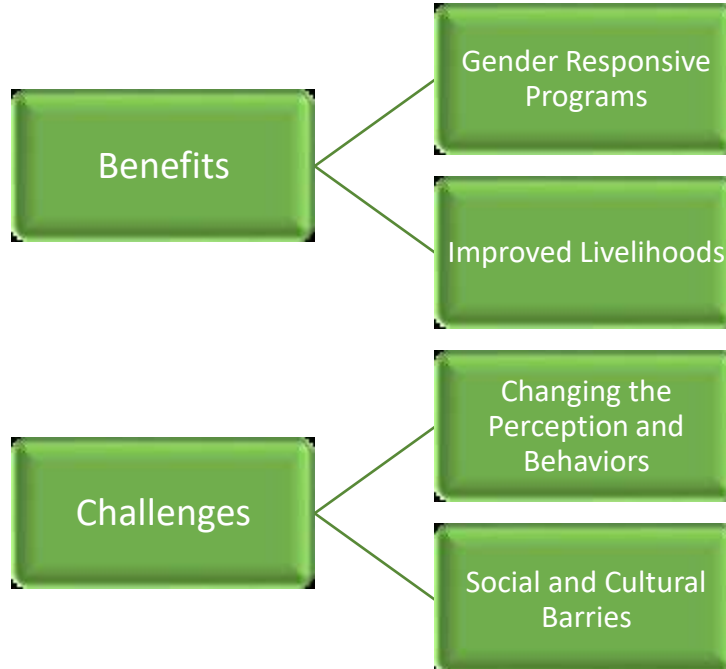 Benefits
Gender Responsive
Programs
Improved Livelihoods
Challenges
Changing the
Perception and
Behaviors
Social and Cultural
Barries